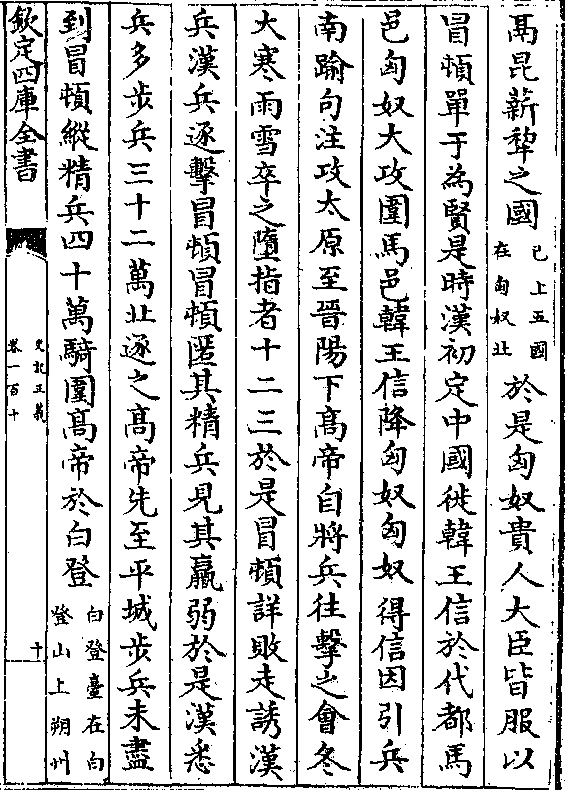 鬲昆薪犂之國已上五國在匈奴北於是匈奴貴人大臣皆服以
冒頓單于為賢是時漢初定中國徙韓王信於代都馬
邑匈奴大攻圍馬邑韓王信降匈奴匈奴得信因引兵
南踰句注攻太原至晉陽下髙帝自將兵往擊之會冬
大寒雨雪卒之墮指者十二三於是冒頓詳敗走誘漢
兵漢兵逐擊冒頓冒頓匿其精兵見其羸弱於是漢悉
兵多步兵三十二萬北逐之髙帝先至平城步兵未盡
到冒頓縱精兵四十萬騎圍髙帝於白登白登臺在白登山上朔州
欽定四庫全書
史記正義
卷一百十
十